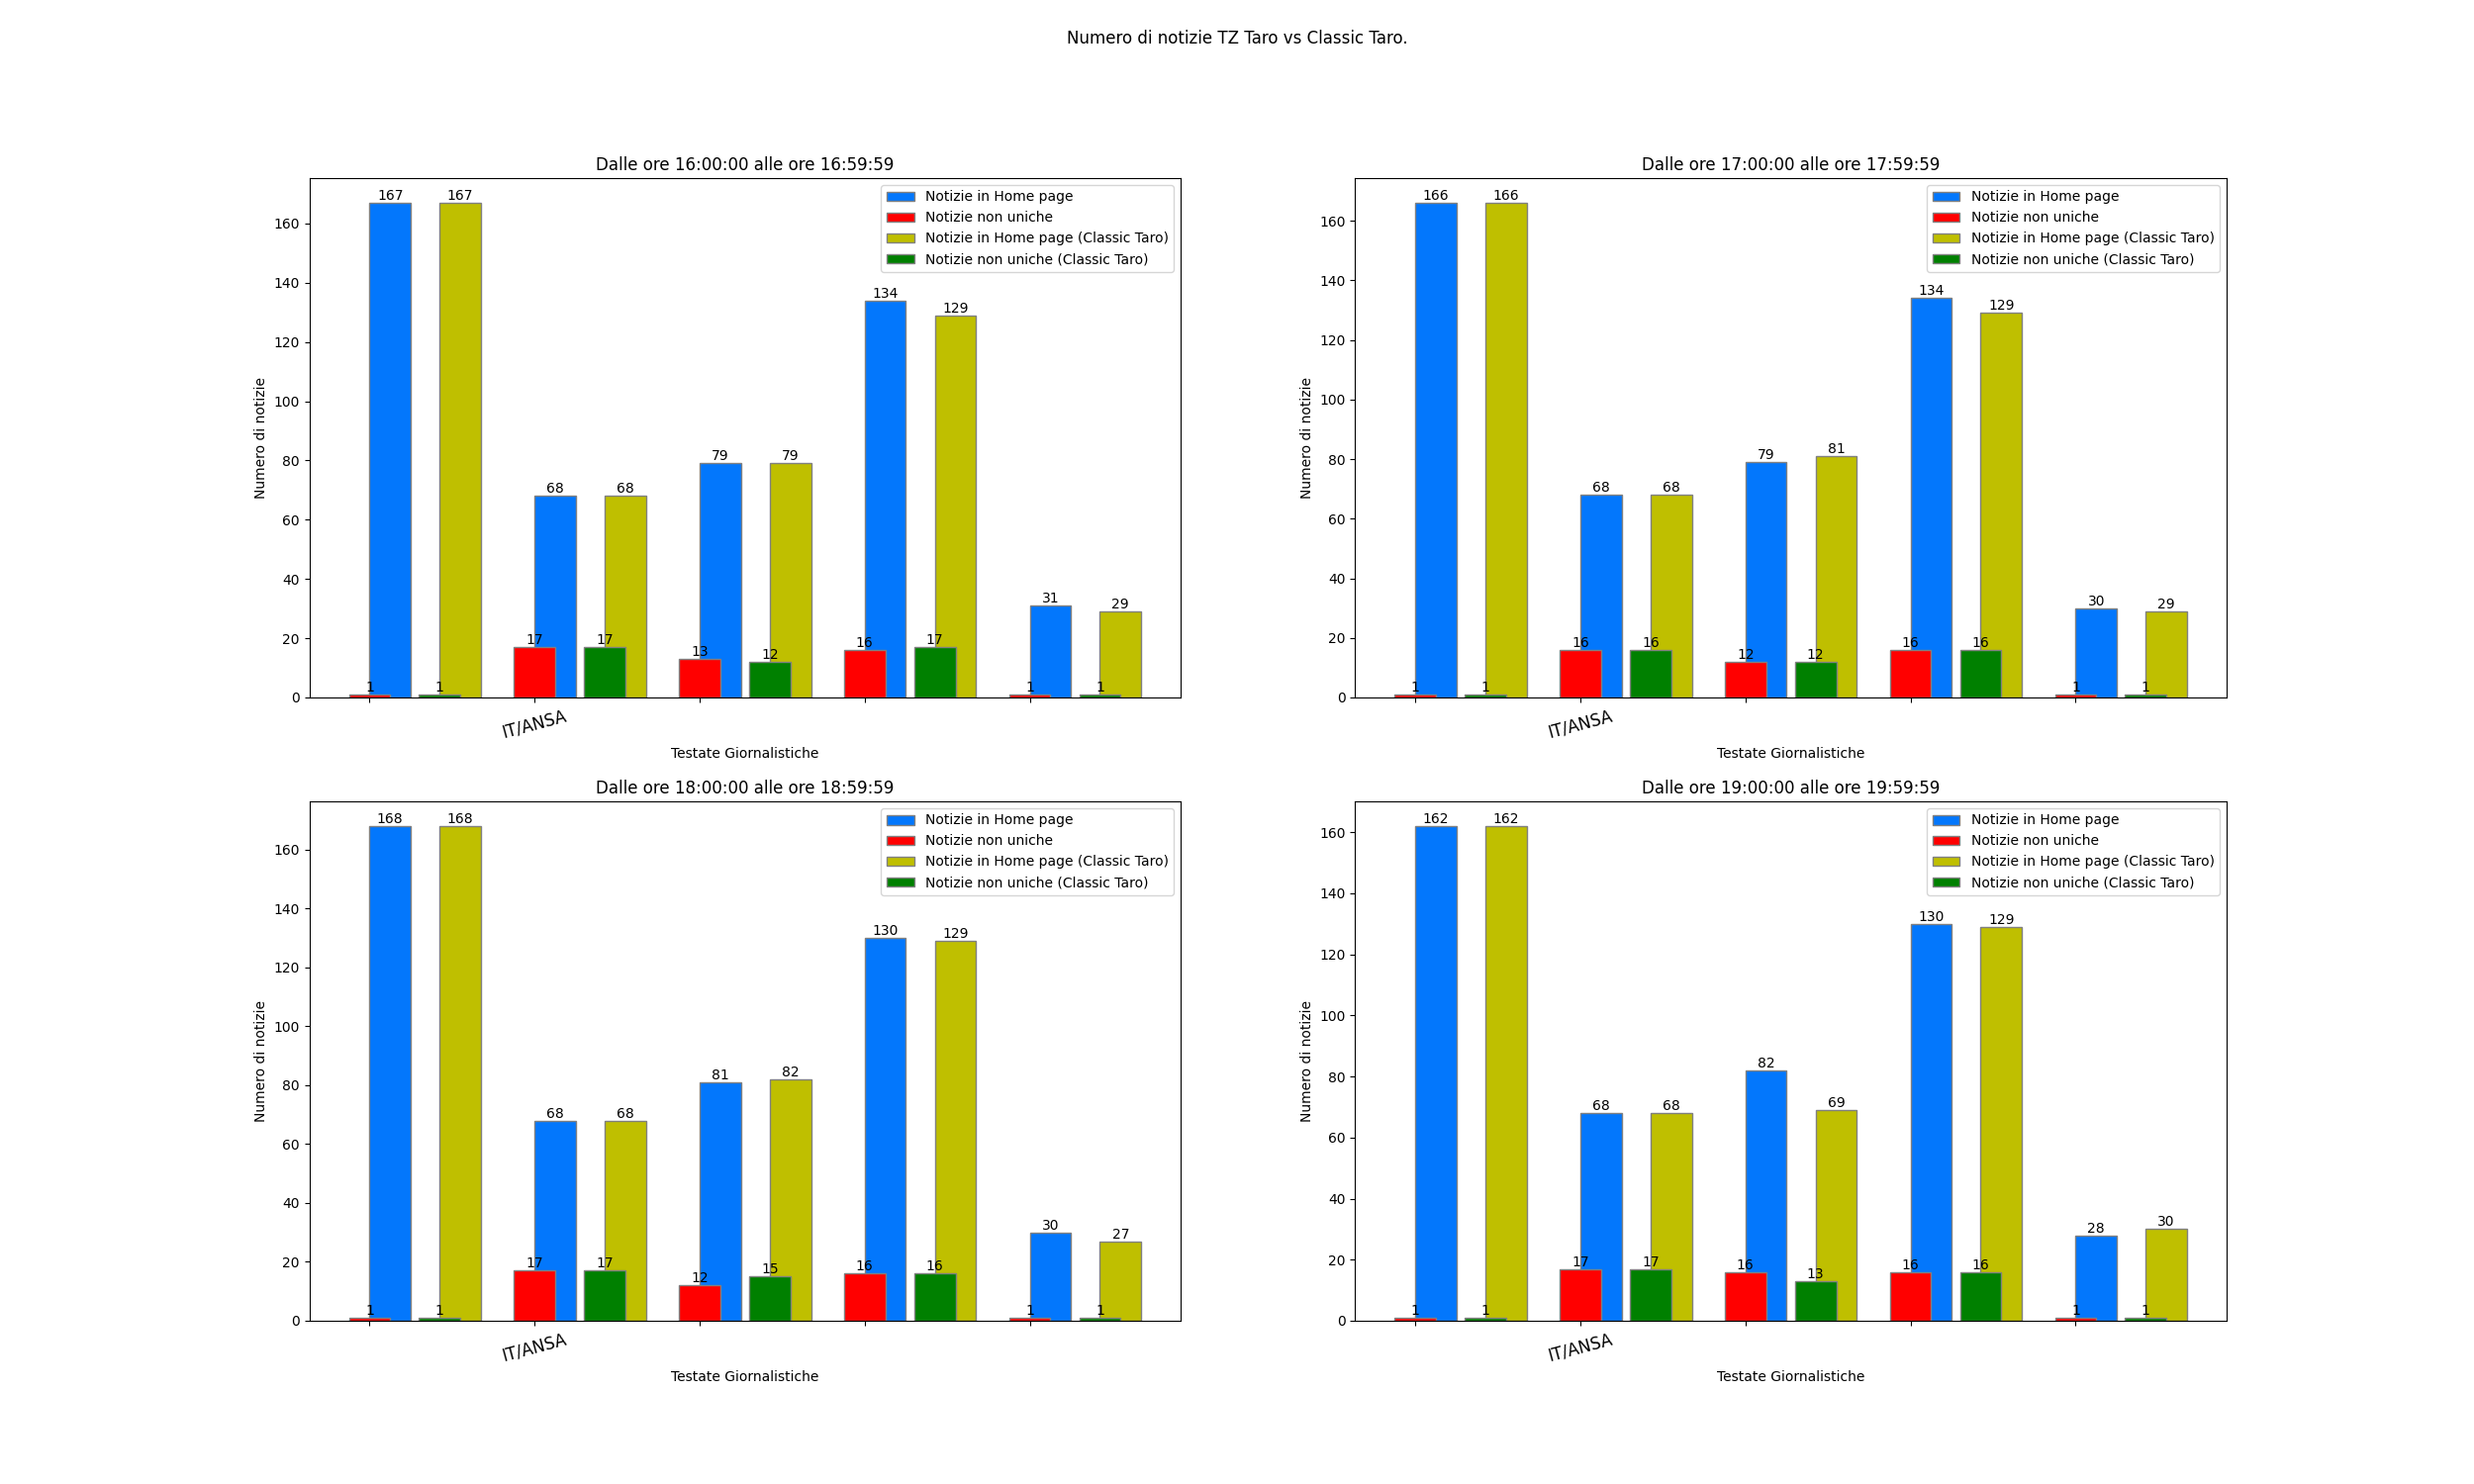 Numero di notizie TZ Taro vs Classic Taro.
Dalle ore 16:00:00 alle ore 16:59:59
Numero di notizie
160
140
120
100
80
60
40
20
0
167 167
68 68
79 79
134 129
31 29
1 1
17 17
13 12
16 17
1 1
Notizie in Home page
Notizie non uniche
Notizie in Home page (Classic Taro)
Notizie non uniche (Classic Taro)
IT/ANSA
Testate Giornalistiche
Dalle ore 17:00:00 alle ore 17:59:59
Numero di notizie
160
140
120
100
80
60
40
20
0
166 166
68 68
79 81
134 129
30 29
1 1
16 16
12 12
16 16
1 1
Notizie in Home page
Notizie non uniche
Notizie in Home page (Classic Taro)
Notizie non uniche (Classic Taro)
IT/ANSA
Testate Giornalistiche
Dalle ore 18:00:00 alle ore 18:59:59
Numero di notizie
160
140
120
100
80
60
40
20
0
168 168
68 68
81 82
130 129
30 27
1 1
17 17
12 15
16 16
1 1
Notizie in Home page
Notizie non uniche
Notizie in Home page (Classic Taro)
Notizie non uniche (Classic Taro)
IT/ANSA
Testate Giornalistiche
Dalle ore 19:00:00 alle ore 19:59:59
Numero di notizie
160
140
120
100
80
60
40
20
0
162 162
68 68
82 69
130 129
28 30
1 1
17 17
16 13
16 16
1 1
Notizie in Home page
Notizie non uniche
Notizie in Home page (Classic Taro)
Notizie non uniche (Classic Taro)
IT/ANSA
Testate Giornalistiche